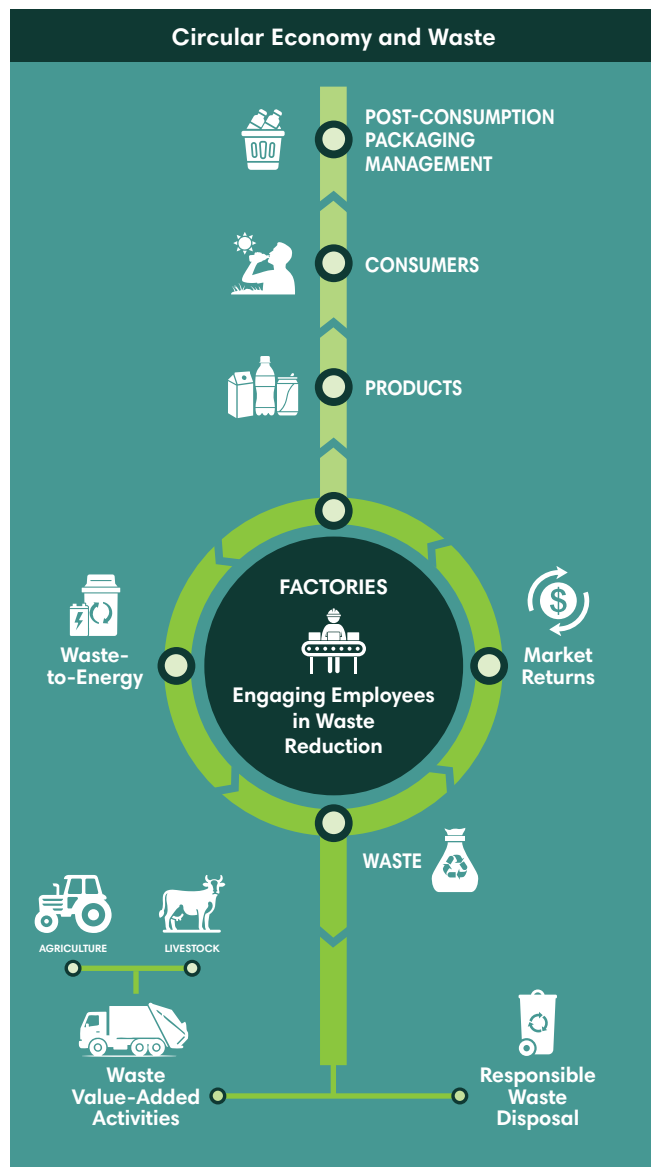 Circular Economy and Waste
POST-CONSUMPTION
PACKAGING
MANAGEMENT
CONSUMERS
PRODUCTS
FACTORIES
Engaging Employees
in Waste
Reduction
Waste-
to-Energy
$
Market
Returns
WASTE
AGRICULTURE
LIVESTOCK
Waste
Value-Added
Activities
Responsible
Waste
Disposal